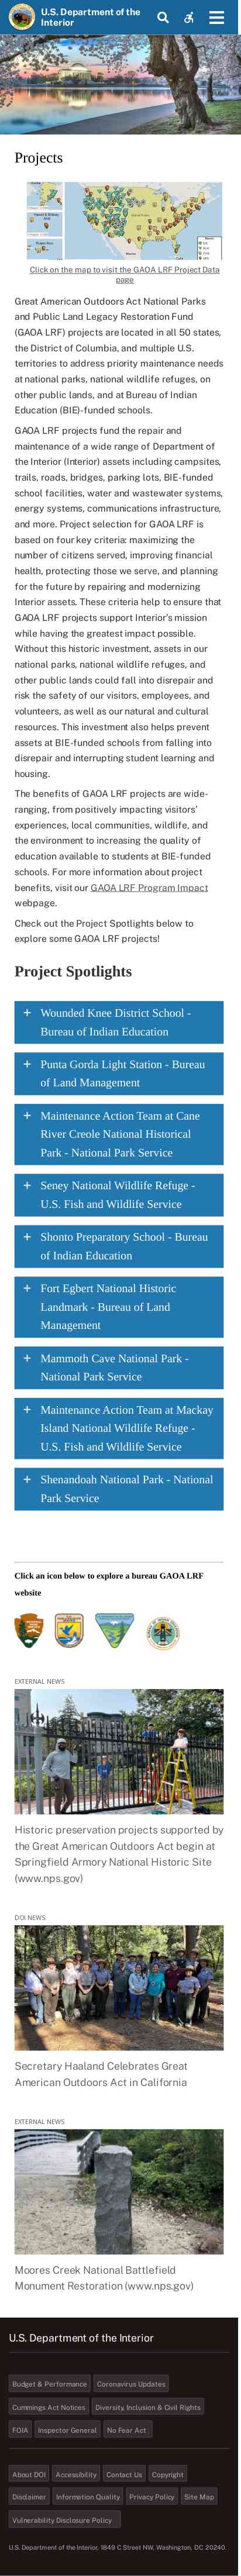 U.S. Department of the
Interior
Projects
Click on the map to visit the GAOA LRF Project Data
page
Great American Outdoors Act National Parks
and Public Land Legacy Restoration Fund
(GAOA LRF) projects are located in all 50 states,
the District of Columbia, and multiple U.S.
territories to address priority maintenance needs
at national parks, national wildlife refuges, on
other public lands, and at Bureau of Indian
Education (BIE)-funded schools.
GAOA LRF projects fund the repair and
maintenance of a wide range of Department of
the Interior (Interior) assets including campsites,
trails, roads, bridges, parking lots, BIE-funded
school facilities, water and wastewater systems,
energy systems, communications infrastructure,
and more. Project selection for GAOA LRF is
based on four key criteria: maximizing the
number of citizens served, improving financial
health, protecting those we serve, and planning
for the future by repairing and modernizing
Interior assets. These criteria help to ensure that
GAOA LRF projects support Interior's mission
while having the greatest impact possible.
Without this historic investment, assets in our
national parks, national wildlife refuges, and
other public lands could fall into disrepair and
risk the safety of our visitors, employees, and
volunteers, as well as our natural and cultural
resources. This investment also helps prevent
assets at BIE-funded schools from falling into
disrepair and impacting student learning and
housing.
The benefits of GAOA LRF projects are wide-
ranging, from positively impacting visitors'
experiences, local communities, wildlife, and
the environment to increasing the quality of
education available to students at BIE-funded
schools. For more information about project
benefits, visit our GAOA LRF Program Impact
webpage.
Check out the Project Spotlights below to
explore some GAOA LRF projects!
Project Spotlights
+ Wounded Knee District School -
Bureau of Indian Education
+ Punta Gorda Light Station - Bureau
of Land Management
+ Maintenance Action Team at Cane
River Creole National Historical
Park - National Park Service
+ Seney National Wildlife Refuge -
U.S. Fish and Wildlife Service
+ Shonto Preparatory School - Bureau
of Indian Education
+ Fort Egbert National Historic
Landmark - Bureau of Land
Management
+ Mammoth Cave National Park -
National Park Service
+ Maintenance Action Team at Mackay
Island National Wildlife Refuge -
U.S. Fish and Wildlife Service
+ Shenandoah National Park - National
Park Service
Click an icon below to explore a bureau GAOA LRF
website
EXTERNAL NEWS
Historic preservation projects supported by
the Great American Outdoors Act begin at
Springfield Armory National Historic Site
(www.nps.gov)
DOI NEWS
Secretary Haaland Celebrates Great
American Outdoors Act in California
EXTERNAL NEWS
Moores Creek National Battlefield
Monument Restoration (www.nps.gov)
U.S. Department of the Interior
Budget & Performance
Coronavirus Updates
Cummings Act Notices
Diversity, Inclusion & Civil Rights
FOIA
Inspector General
No Fear Act
About DOI
Accessibility
Contact Us
Copyright
Disclaimer
Information Quality
Privacy Policy
Site Map
Vulnerability Disclosure Policy
U.S. Department of the Interior, 1849 C Street NW, Washington, DC 20240.